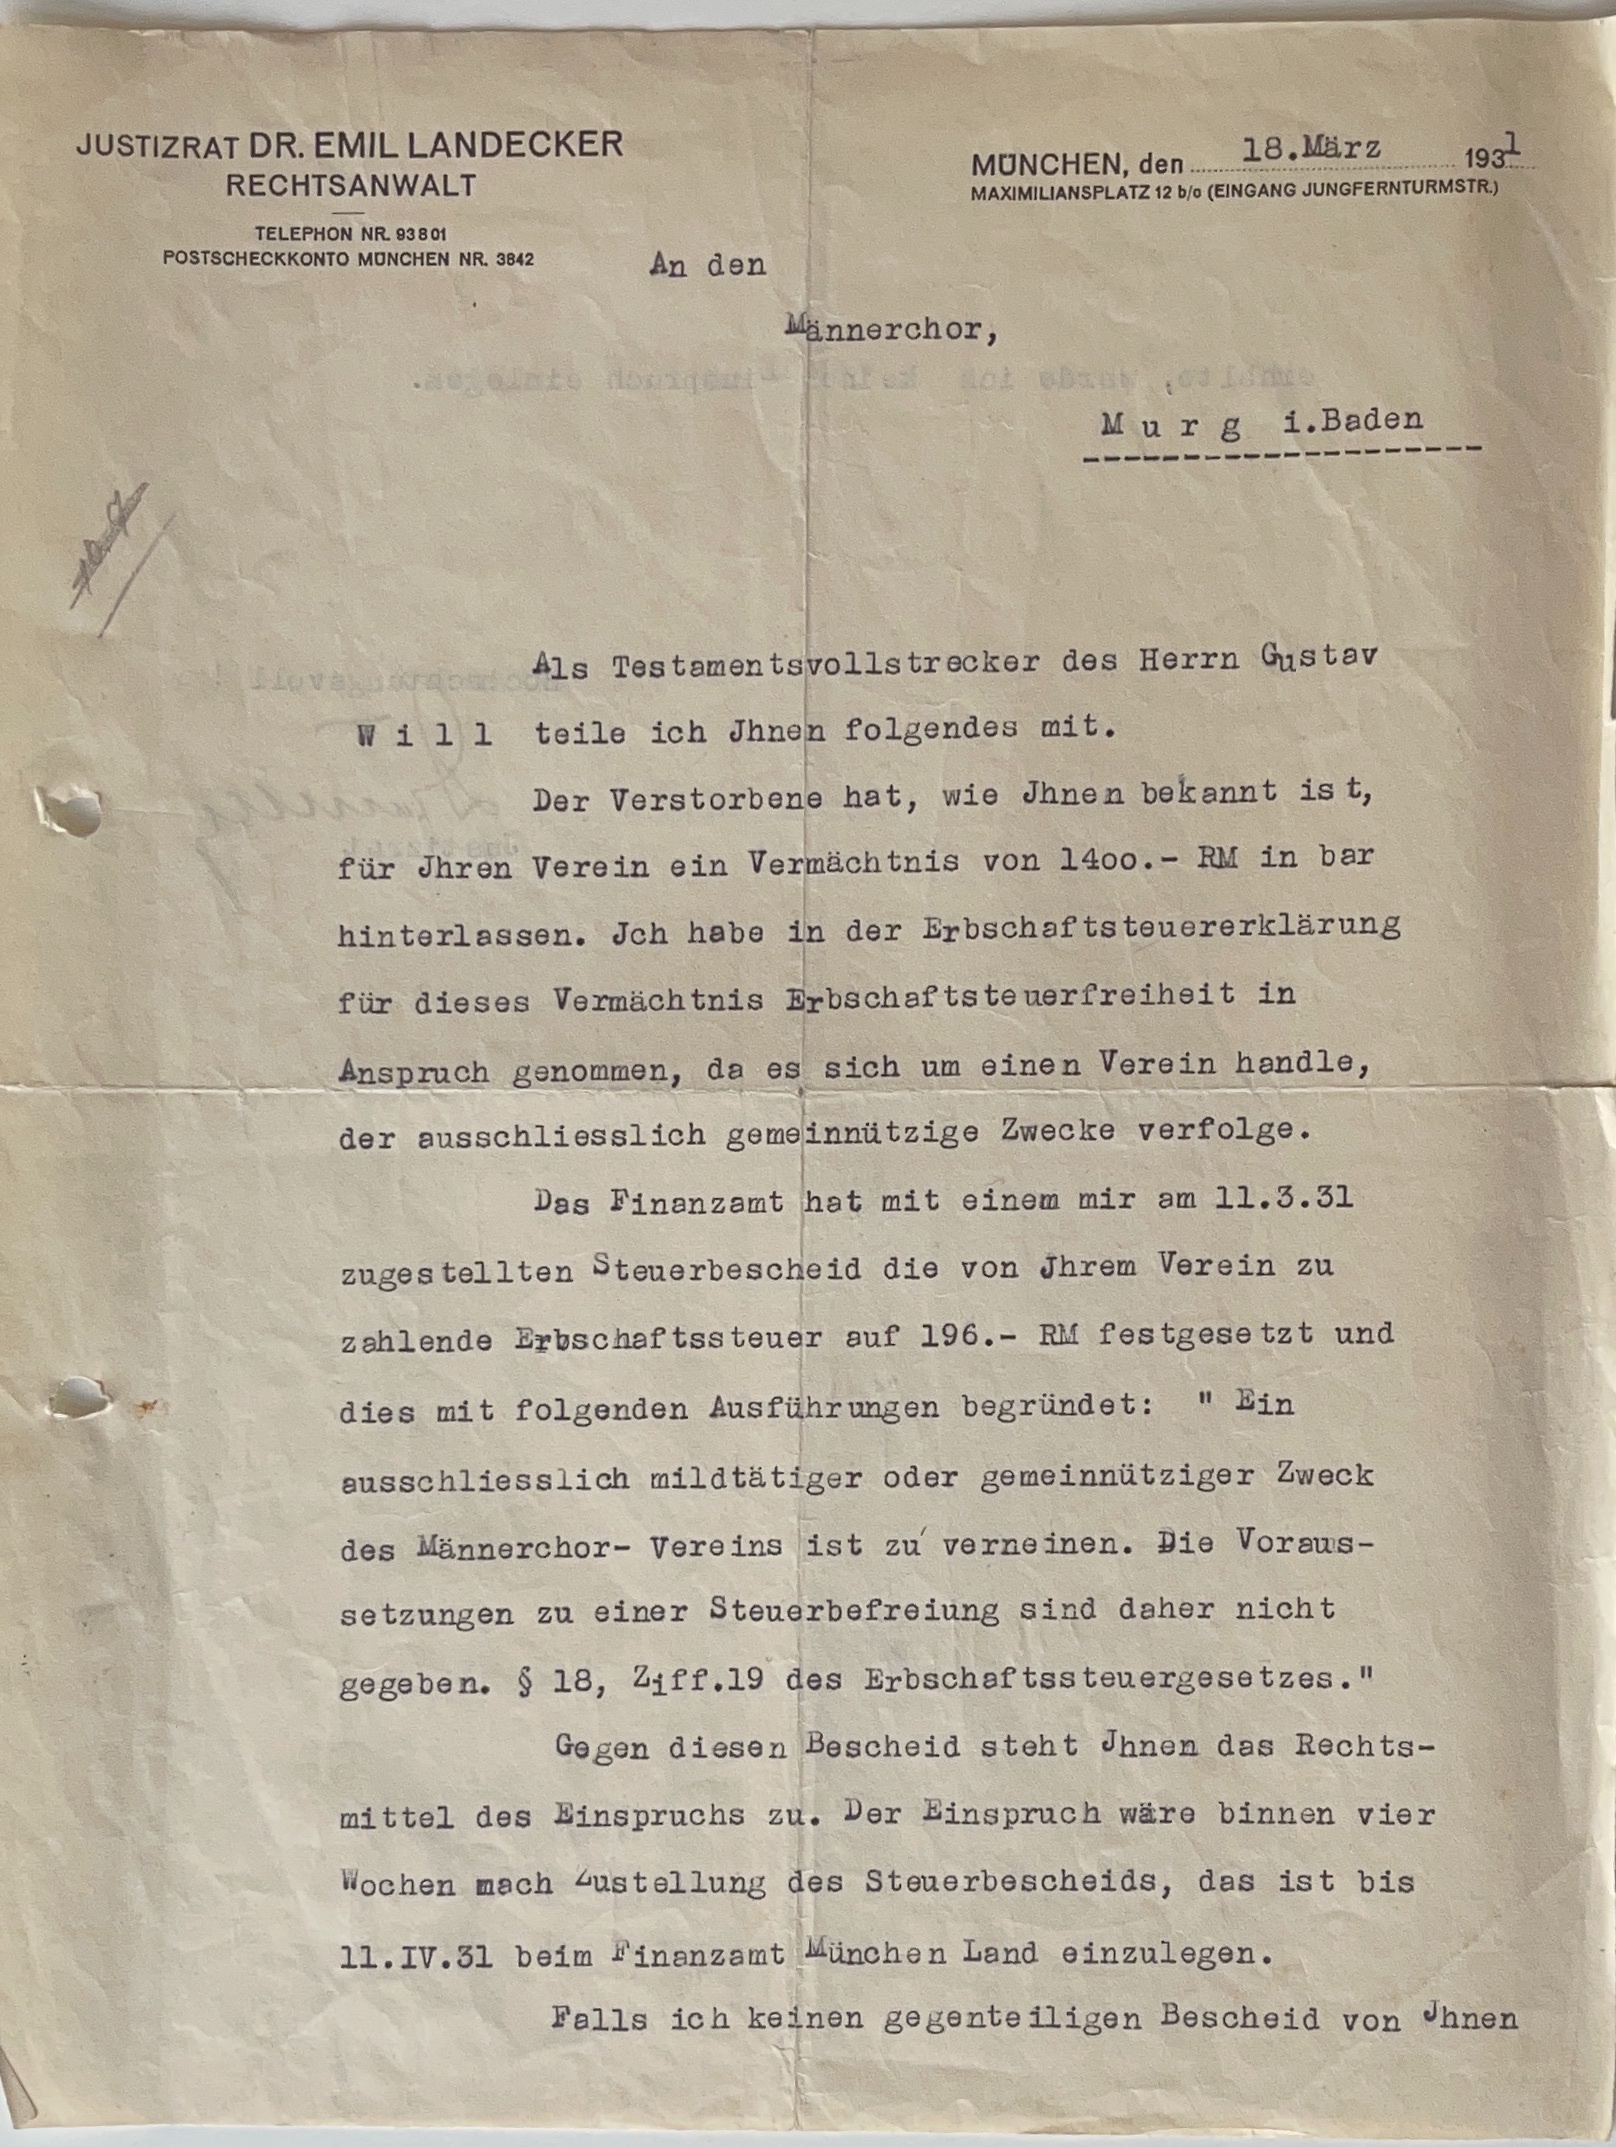 JUSTIZRAT DR. EMIL LANDECKER
RECHTSANWALT
TELEPHON NR. 93801
POSTSCHECKKONTO MÜNCHEN NR. 3842
MÜNCHEN, den 18.März 1931
MAXIMILIANSPLATZ 12 b/o (EINGANG JUNGFERNTURMSTR.)
An den
Männerchor,
M u r g i.Baden
Als Testamentsvollstrecker des Herrn Gustav
W i l l teile ich Jhnen folgendes mit.
Der Verstorbene hat, wie Jhnen bekannt ist,
für Jhren Verein ein Vermächtnis von 14oo.- RM in bar
hinterlassen. Jch habe in der Erbschaftsteuererklärung
für dieses Vermächtnis Erbschaftsteuerfreiheit in
Anspruch genommen, da es sich um einen Verein handle,
der ausschliesslich gemeinnützige Zwecke verfolge.
Das Finanzamt hat mit einem mir am 11.3.31
zugestellten Steuerbescheid die von Jhrem Verein zu
zahlende Erbschaftssteuer auf 196.- RM festgesetzt und
dies mit folgenden Ausführungen begründet: " Ein
ausschliesslich mildtätiger oder gemeinnütziger Zweck
des Männerchor- Vereins ist zu verneinen. Die Voraus-
setzungen zu einer Steuerbefreiung sind daher nicht
gegeben. § 18, Ziff.19 des Erbschaftssteuergesetzes."
Gegen diesen Bescheid steht Jhnen das Rechts-
mittel des Einspruchs zu. Der Einspruch wäre binnen vier
Wochen nach Zustellung des Steuerbescheids, das ist bis
11.IV.31 beim Finanzamt München Land einzulegen.
Falls ich keinen gegenteiligen Bescheid von Jhnen